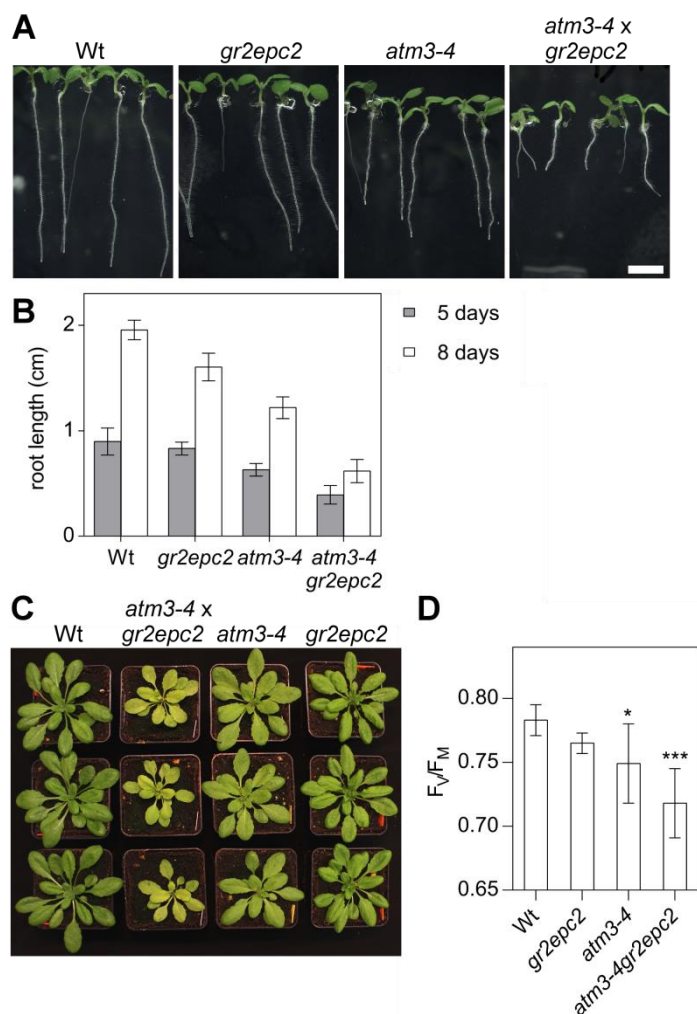 A
Wt
gr2epc2
atm3-4
atm3-4 x
gr2epc2
B
root length (cm)
2
1
0
Wt
gr2epc2
atm3-4
atm3-4
gr2epc2
5 days
8 days
C
Wt
atm3-4 x
gr2epc2
atm3-4
gr2epc2
D
FV/FM
0.80
0.75
0.70
0.65
*
***
Wt
gr2epc2
atm3-4
atm3-4gr2epc2